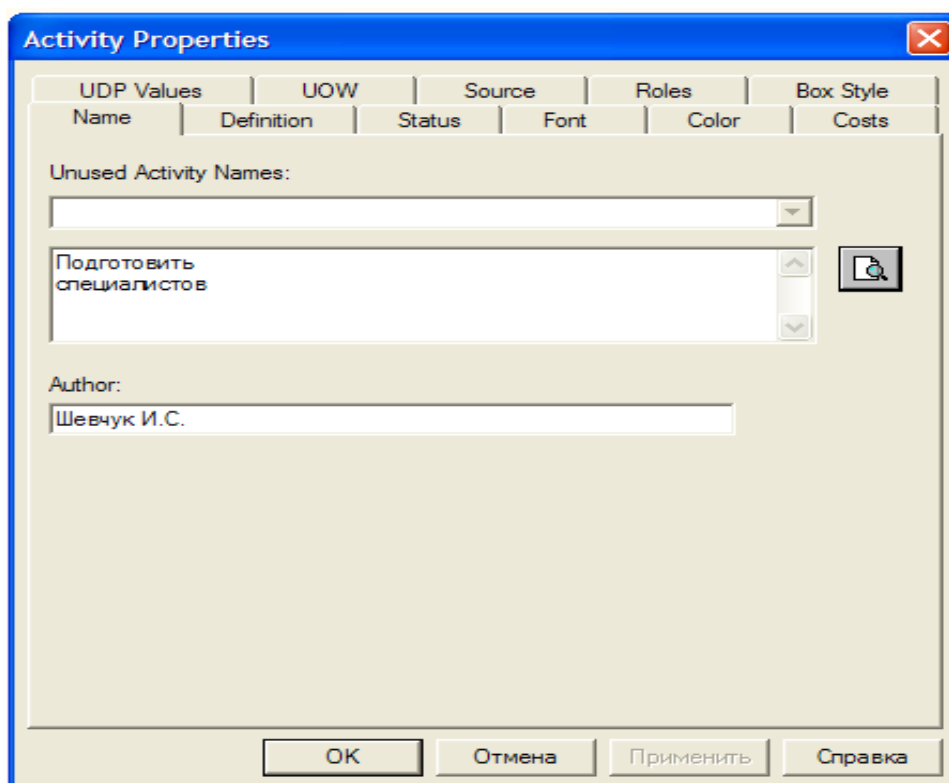 Activity Properties
UDP Values UOW Source Roles Box Style
Name Definition Status Font Color Costs
Unused Activity Names:
Подготовить
специалистов
Author:
Шевчук И.С.
OK Отмена Применить Справка